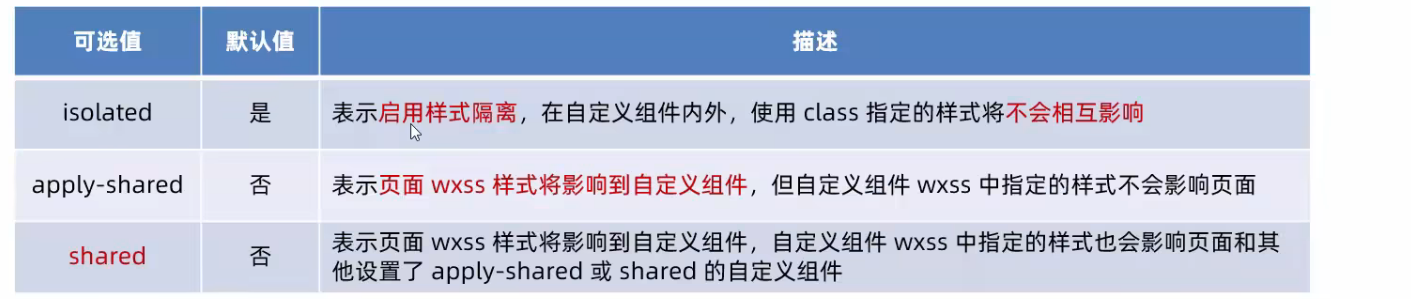 可选值 默认值 描述
isolated 是 表示启用样式隔离，在自定义组件内外，使用 class 指定的样式将不会相互影响
apply-shared 否 表示页面 wxss 样式将影响到自定义组件，但自定义组件 wxss 中指定的样式不会影响页面
shared 否 表示页面 wxss 样式将影响到自定义组件，自定义组件 wxss 中指定的样式也会影响页面和其
他设置了 apply-shared 或 shared 的自定义组件